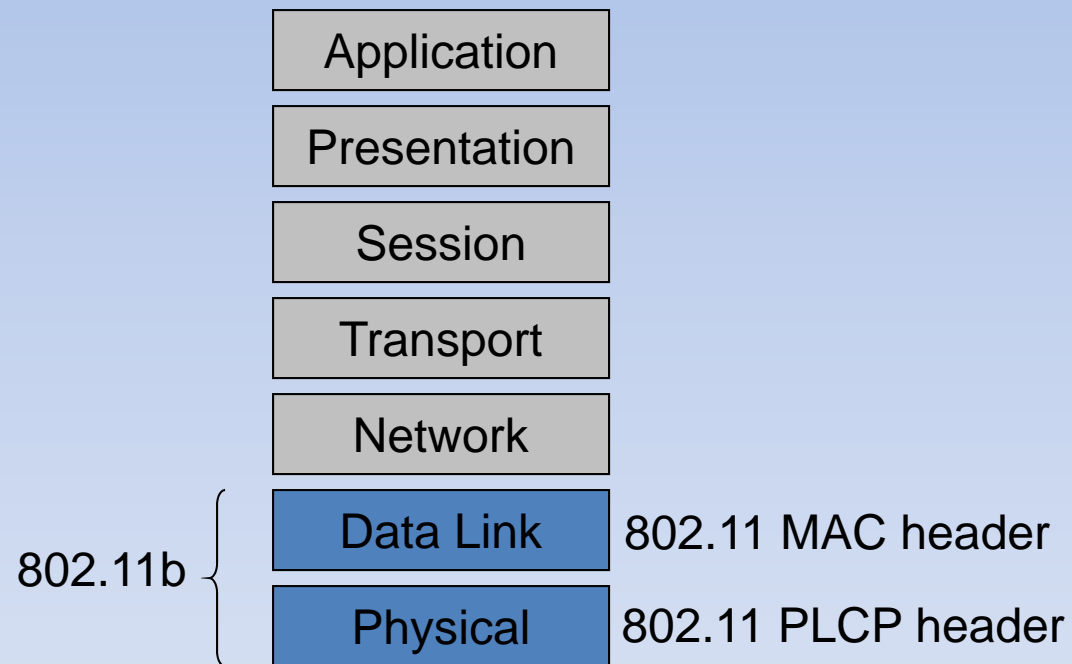 Application
Presentation
Session
Transport
Network
Data Link 802.11 MAC header
802.11b
Physical 802.11 PLCP header